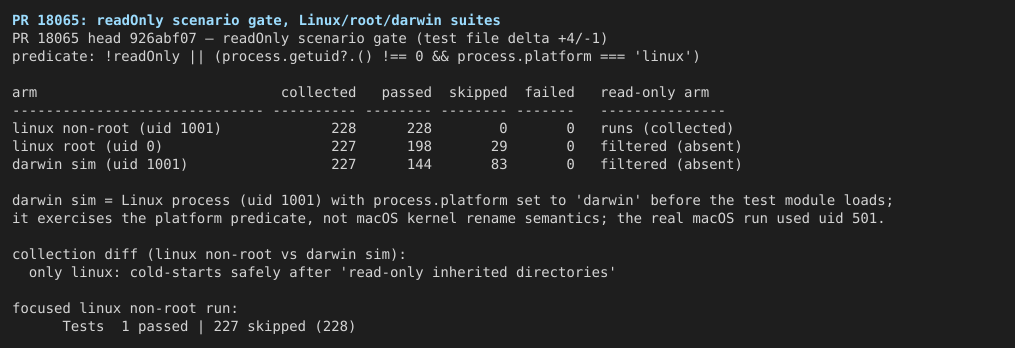 PR 18065: readOnly scenario gate, Linux/root/darwin suites
PR 18065 head 926abf07 — readOnly scenario gate (test file delta +4/-1)
predicate: !readOnly || (process.getuid?.() !== 0 && process.platform === 'linux')
arm collected passed skipped failed read-only arm
------------------------------ ---------- -------- -------- ------- ---------------
linux non-root (uid 1001) 228 228 0 0 runs (collected)
linux root (uid 0) 227 198 29 0 filtered (absent)
darwin sim (uid 1001) 227 144 83 0 filtered (absent)
darwin sim = Linux process (uid 1001) with process.platform set to 'darwin' before the test module loads;
it exercises the platform predicate, not macOS kernel rename semantics; the real macOS run used uid 501.
collection diff (linux non-root vs darwin sim):
only linux: cold-starts safely after 'read-only inherited directories'
focused linux non-root run:
Tests 1 passed | 227 skipped (228)